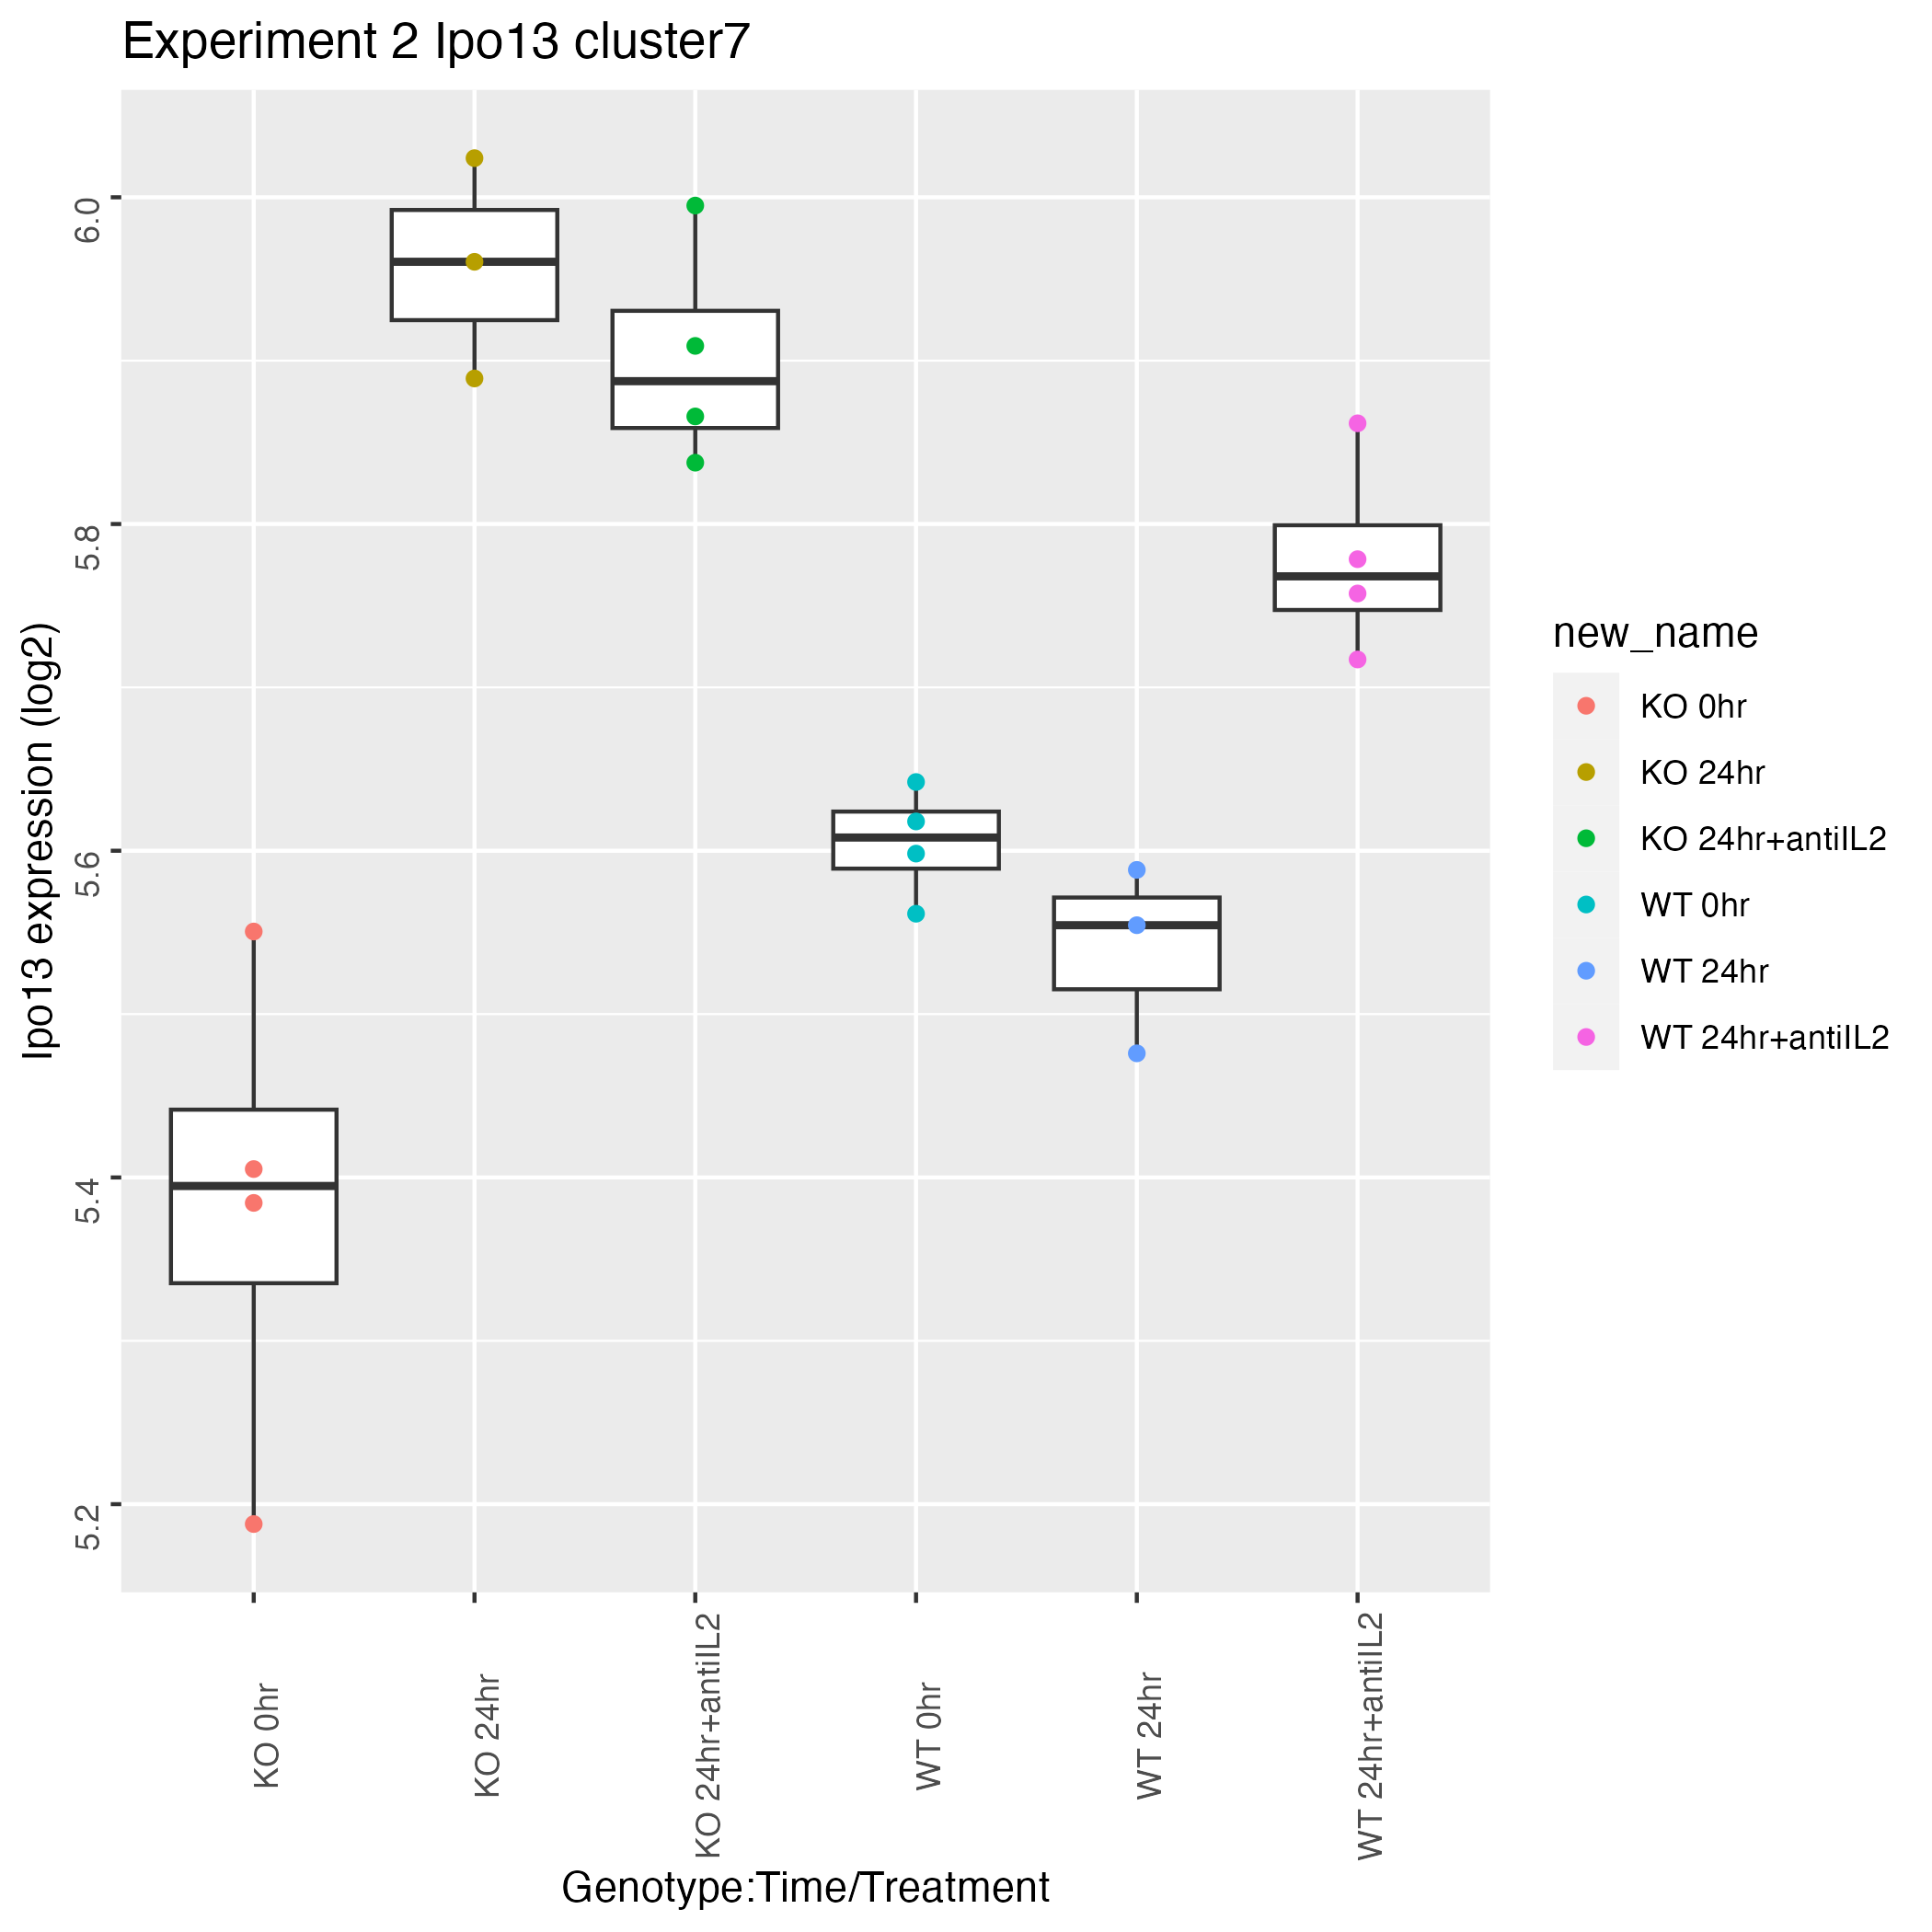 Experiment 2 Ipo13 cluster7
Ipo13 expression (log2)
6.0
5.8
5.6
5.4
5.2
KO 0hr
KO 24hr
KO 24hr+antiIL2
WT 0hr
WT 24hr
WT 24hr+antiIL2
Genotype:Time/Treatment
new_name
KO 0hr
KO 24hr
KO 24hr+antiIL2
WT 0hr
WT 24hr
WT 24hr+antiIL2